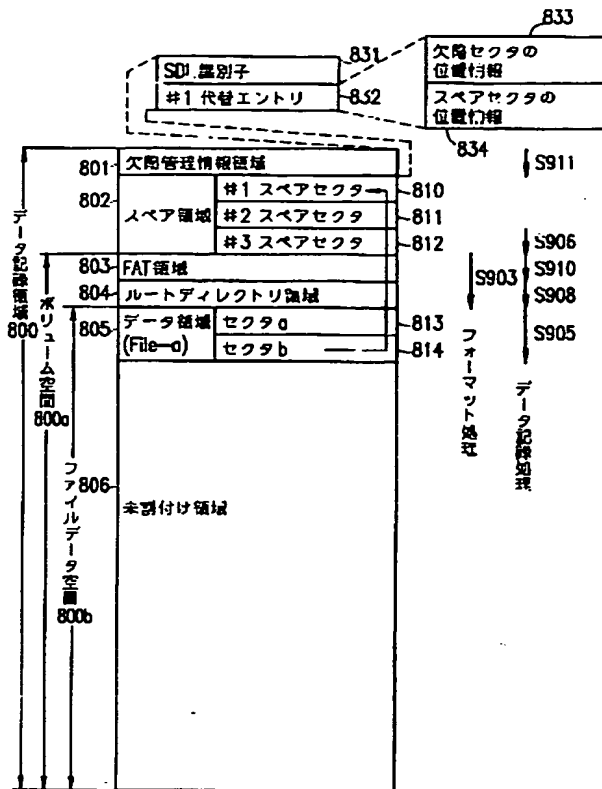 833
831
SDL識別子
832
#1 代替エントリ
欠陥セクタの
位置情報
スペアセクタの
位置情報
834
801
欠陥管理情報領域
S911
802
スペア領域
#1 スペアセクタ
810
#2 スペアセクタ
811
#3 スペアセクタ
812
S906
803
FAT領域
S903
S910
804
ルートディレクトリ領域
S908
805
データ領域
(File-a)
セクタa
813
セクタb
814
S905
フォーマット処理
データ記録処理
データ記録領域
800
ボリューム空間
800a
ファイルデータ空間
800b
806
未割付け領域